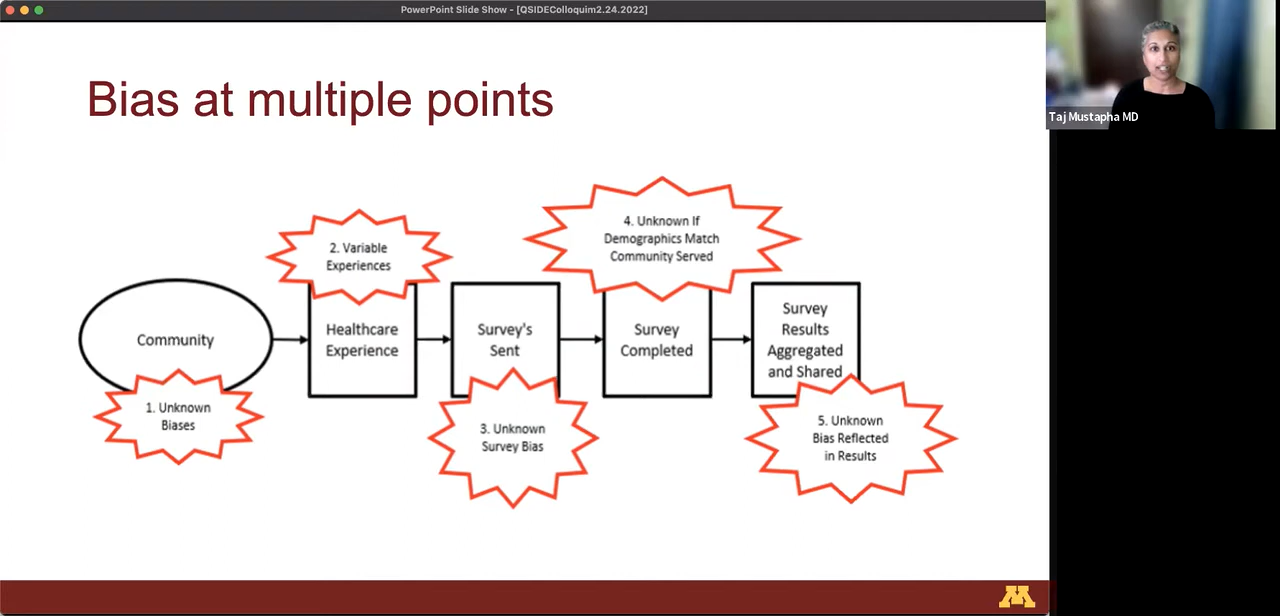 PowerPoint Slide Show - [QSIDEColloquim2.24.2022]
Taj Mustapha MD
Bias at multiple points
Community
1. Unknown
Biases
2. Variable
Experiences
Healthcare
Experience
Survey's
Sent
3. Unknown
Survey Bias
4. Unknown If
Demographics Match
Community Served
Survey
Completed
Survey
Results
Aggregated
and Shared
5. Unknown
Bias Reflected
in Results
M